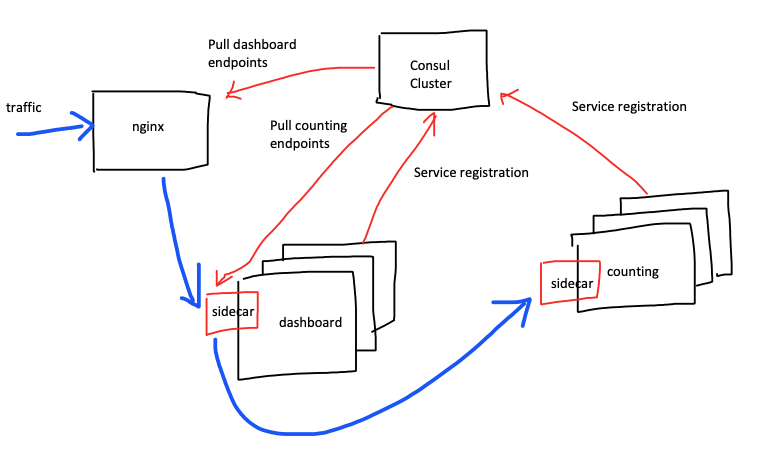 Pull dashboard
endpoints
Consul
Cluster
traffic
nginx
Pull counting
endpoints
Service registration
Service registration
sidecar
dashboard
sidecar
counting